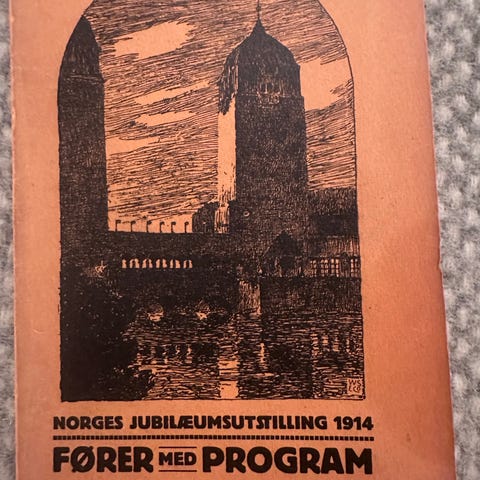 NORGES JUBILÆUMSUTSTILLING 1914
FØRER MED PROGRAM